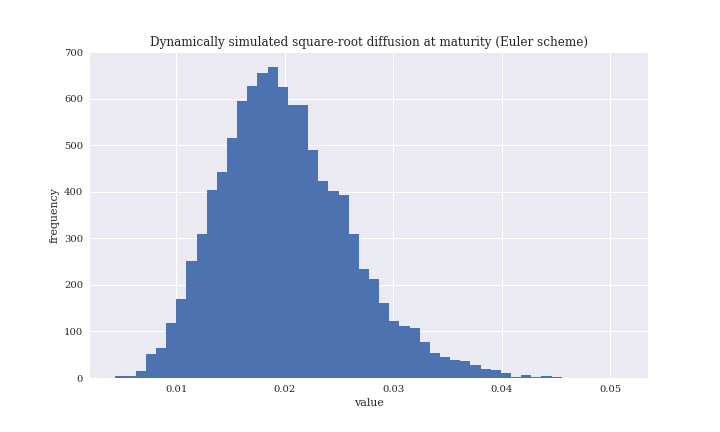 Dynamically simulated square-root diffusion at maturity (Euler scheme)
700
600
500
400
300
200
100
0
frequency
0.01 0.02 0.03 0.04 0.05
value